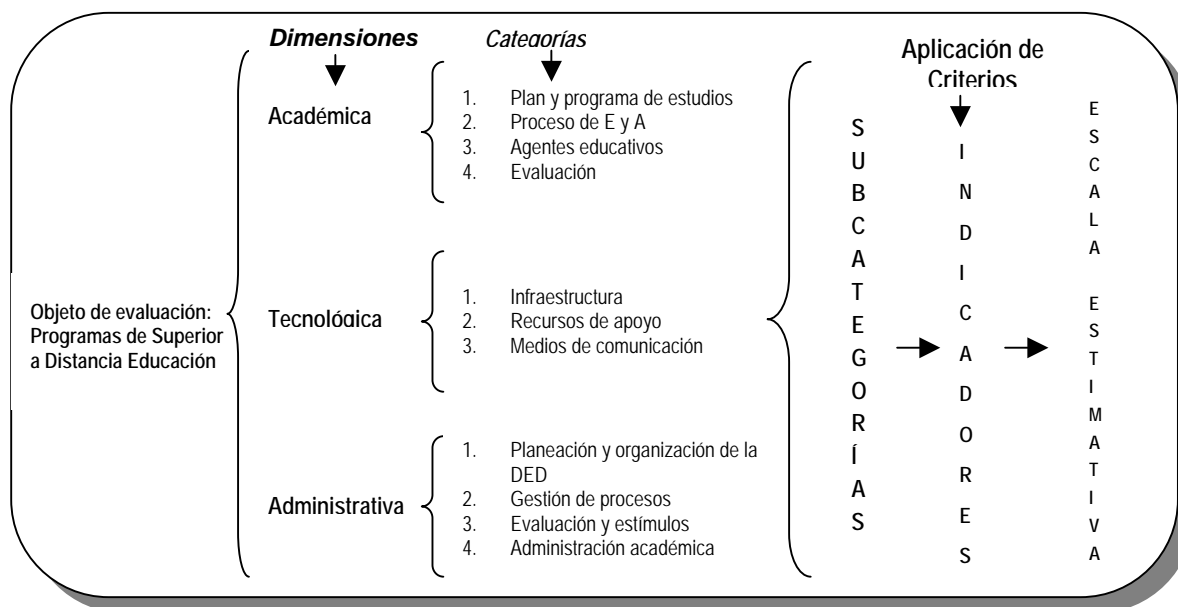 Dimensiones
Categorías
Aplicación de
Criterios
Académica
1. Plan y programa de estudios
2. Proceso de E y A
3. Agentes educativos
4. Evaluación
Objeto de evaluación:
Programas de Superior
a Distancia Educación
Tecnológica
1. Infraestructura
2. Recursos de apoyo
3. Medios de comunicación
Administrativa
1. Planeación y organización de la
DED
2. Gestión de procesos
3. Evaluación y estímulos
4. Administración académica
SUBCATEGORÍAS
INDICADORES
ESCALA ESTIMATIVA